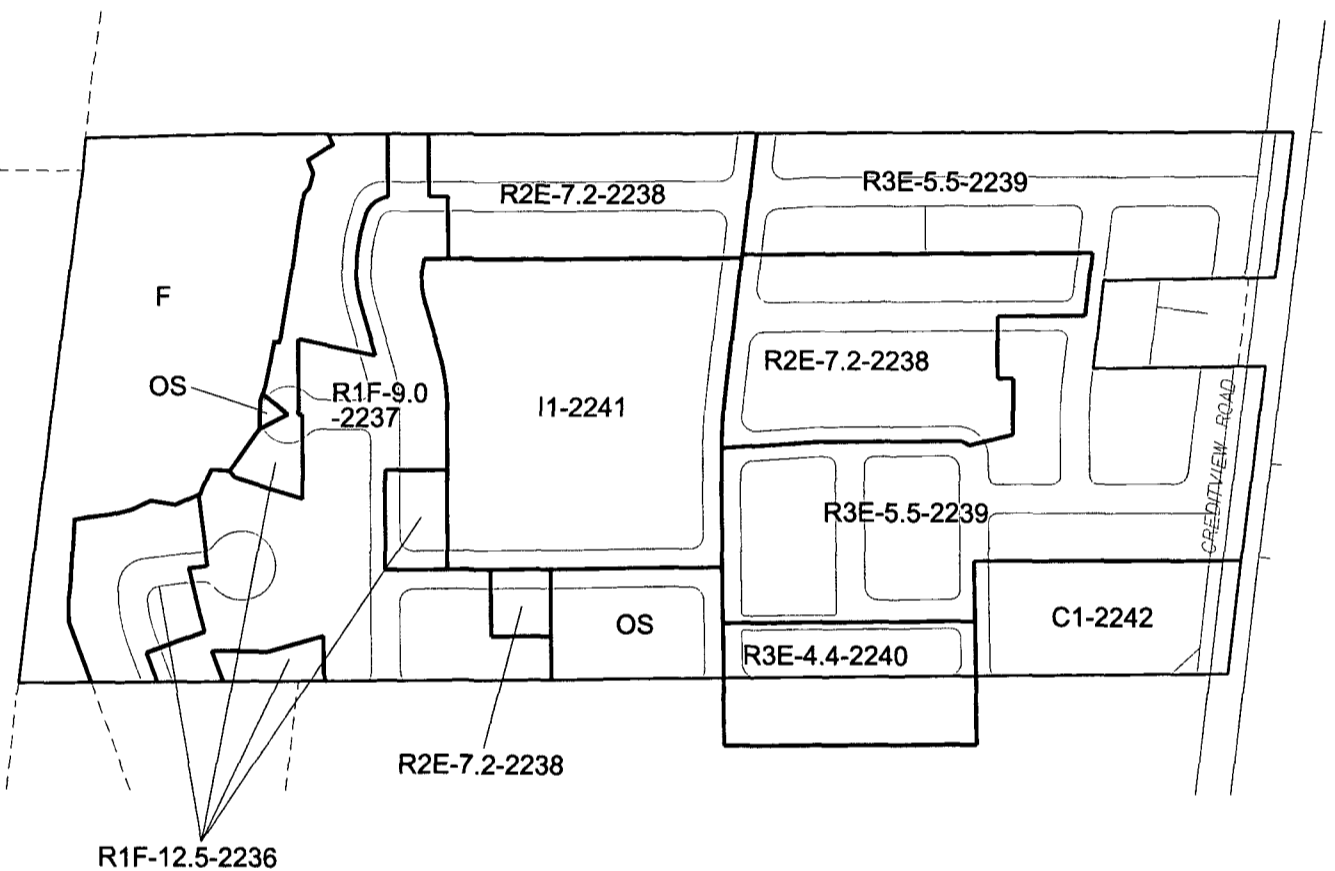 R2E-7.2-2238
R3E-5.5-2239
F
OS
R1F-9.0
-2237
I1-2241
R2E-7.2-2238
CREDITVIEW ROAD
R3E-5.5-2239
OS
C1-2242
R3E-4.4-2240
R2E-7.2-2238
R1F-12.5-2236